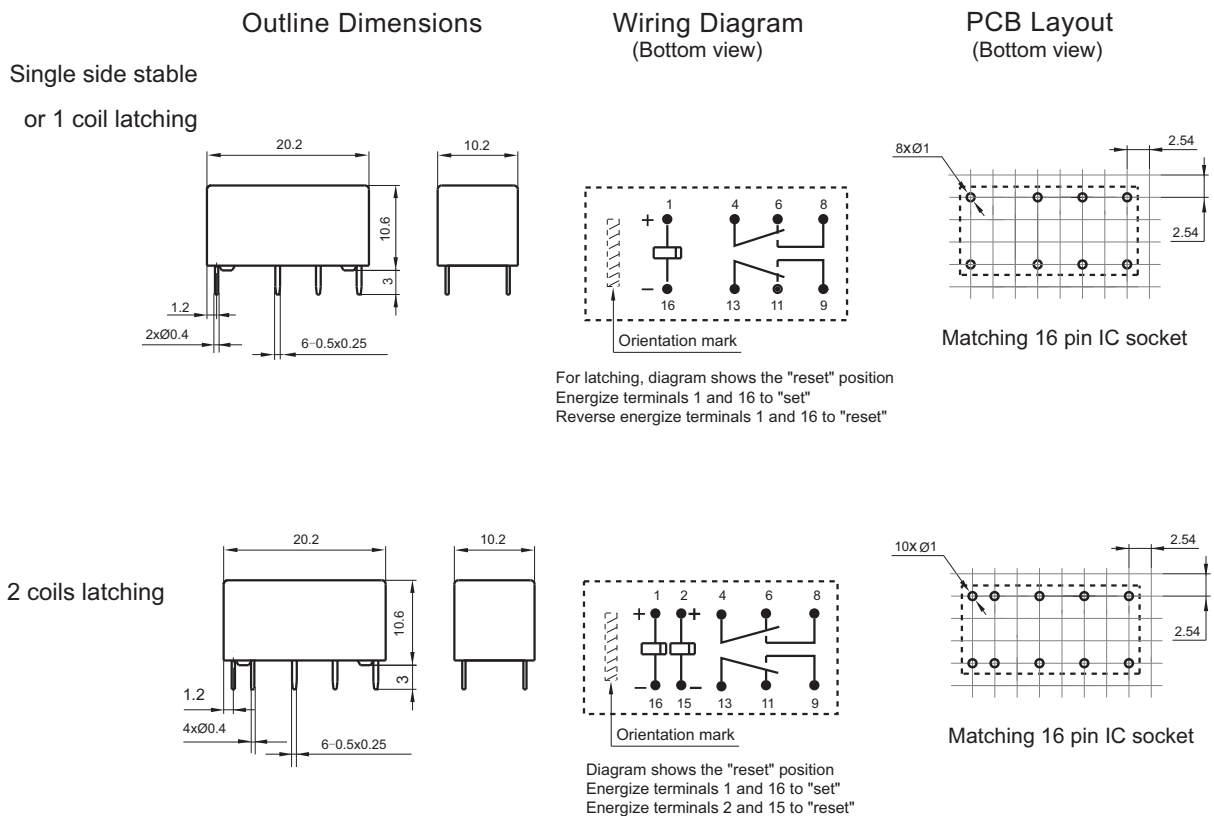 Outline Dimensions
Wiring Diagram
(Bottom view)
PCB Layout
(Bottom view)
Single side stable
or 1 coil latching
20.2
10.2
10.6
3
1.2
2xØ0.4
6-0.5x0.25
1 4 6 8
+
−
16 13 11 9
Orientation mark
For latching, diagram shows the "reset" position
Energize terminals 1 and 16 to "set"
Reverse energize terminals 1 and 16 to "reset"
8xØ1
2.54
2.54
Matching 16 pin IC socket
2 coils latching
20.2
10.2
10.6
3
1.2
4xØ0.4
6-0.5x0.25
1 2 4 6 8
+ +
− −
16 15 13 11 9
Orientation mark
Diagram shows the "reset" position
Energize terminals 1 and 16 to "set"
Energize terminals 2 and 15 to "reset"
10xØ1
2.54
2.54
Matching 16 pin IC socket